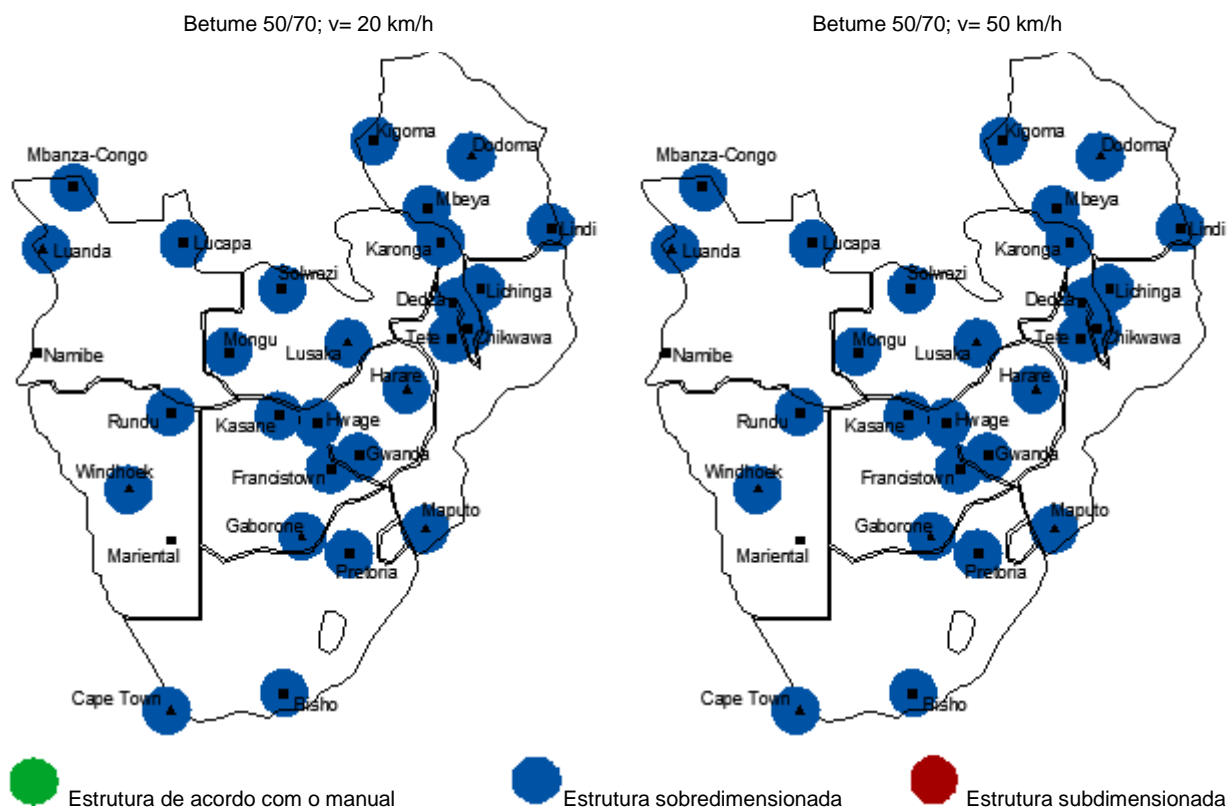 Betume 50/70; v= 20 km/h
Betume 50/70; v= 50 km/h
Kigoma
Dodoma
Mbanza-Congo
Mbeya
Lindi
Luanda
Lucapa
Karonga
Solwezi
Dedza
Lichinga
Mongu
Lusaka
Tete
Chikwawa
Namibe
Harare
Rundu
Kasane
Hwage
Windhoek
Francistown
Gwanda
Gaborone
Maputo
Mariental
Pretoria
Cape Town
Bisho
Kigoma
Dodoma
Mbanza-Congo
Mbeya
Lindi
Luanda
Lucapa
Karonga
Solwezi
Dedza
Lichinga
Mongu
Lusaka
Tete
Chikwawa
Namibe
Harare
Rundu
Kasane
Hwage
Windhoek
Francistown
Gwanda
Gaborone
Maputo
Mariental
Pretoria
Cape Town
Bisho
Estrutura de acordo com o manual
Estrutura sobredimensionada
Estrutura subdimensionada